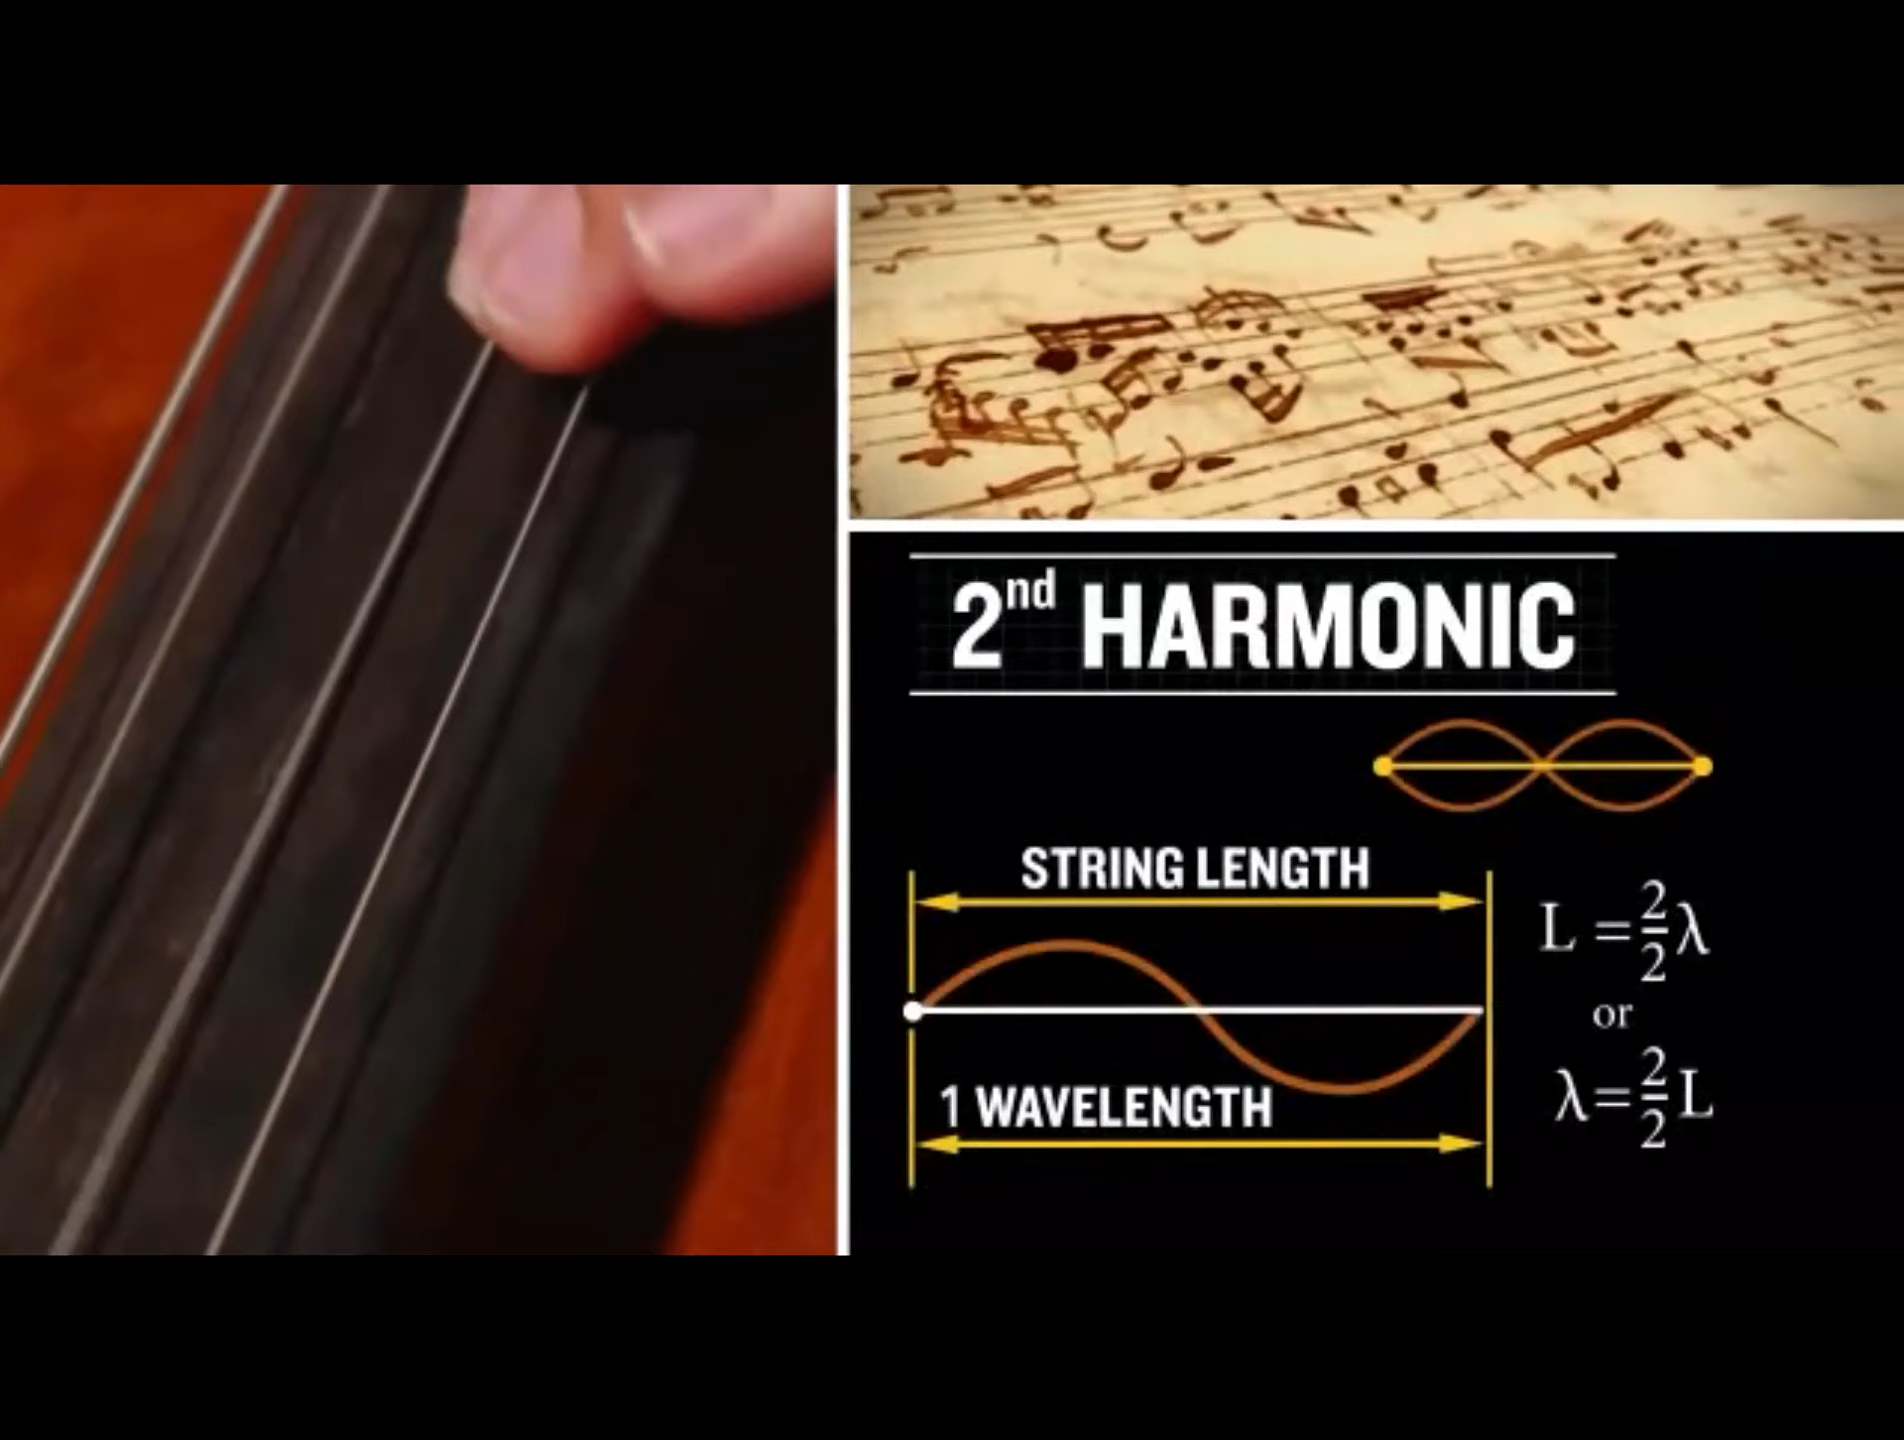 2nd HARMONIC
STRING LENGTH
L = 2/2 λ
or
λ = 2/2 L
1 WAVELENGTH